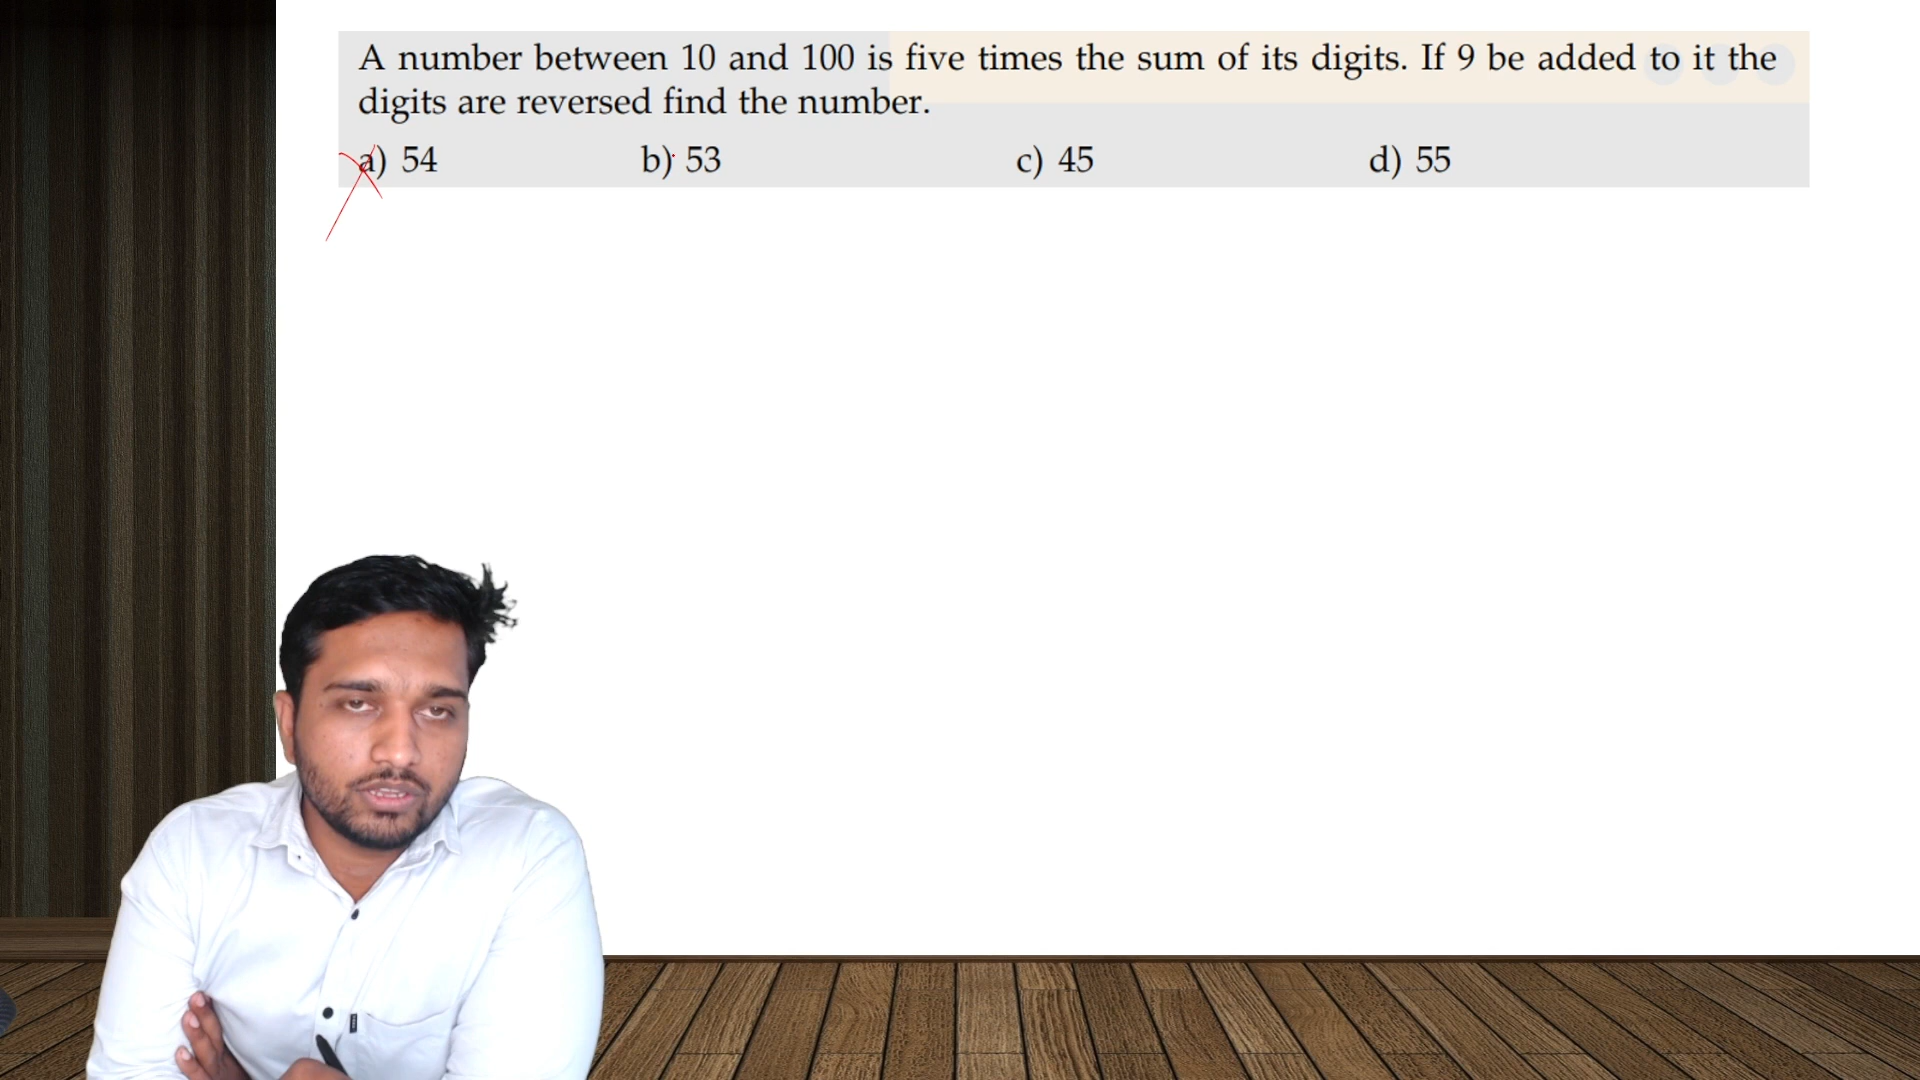 A number between 10 and 100 is five times the sum of its digits. If 9 be added to it the
digits are reversed find the number.
a) 54 b) 53 c) 45 d) 55